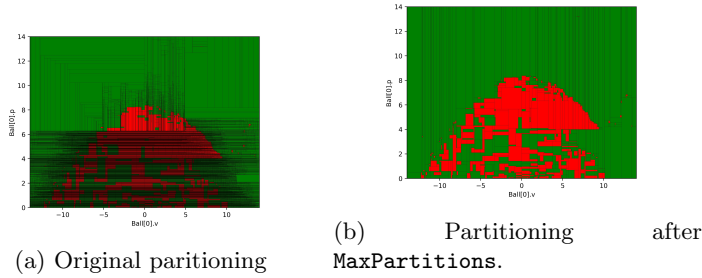 14
12
10
8
6
4
2
0
Ball[0].p
−10 −5 0 5 10
Ball[0].v
(a) Original paritioning
14
12
10
8
6
4
2
0
Ball[0].p
−10 −5 0 5 10
Ball[0].v
(b) Partitioning after
MaxPartitions.